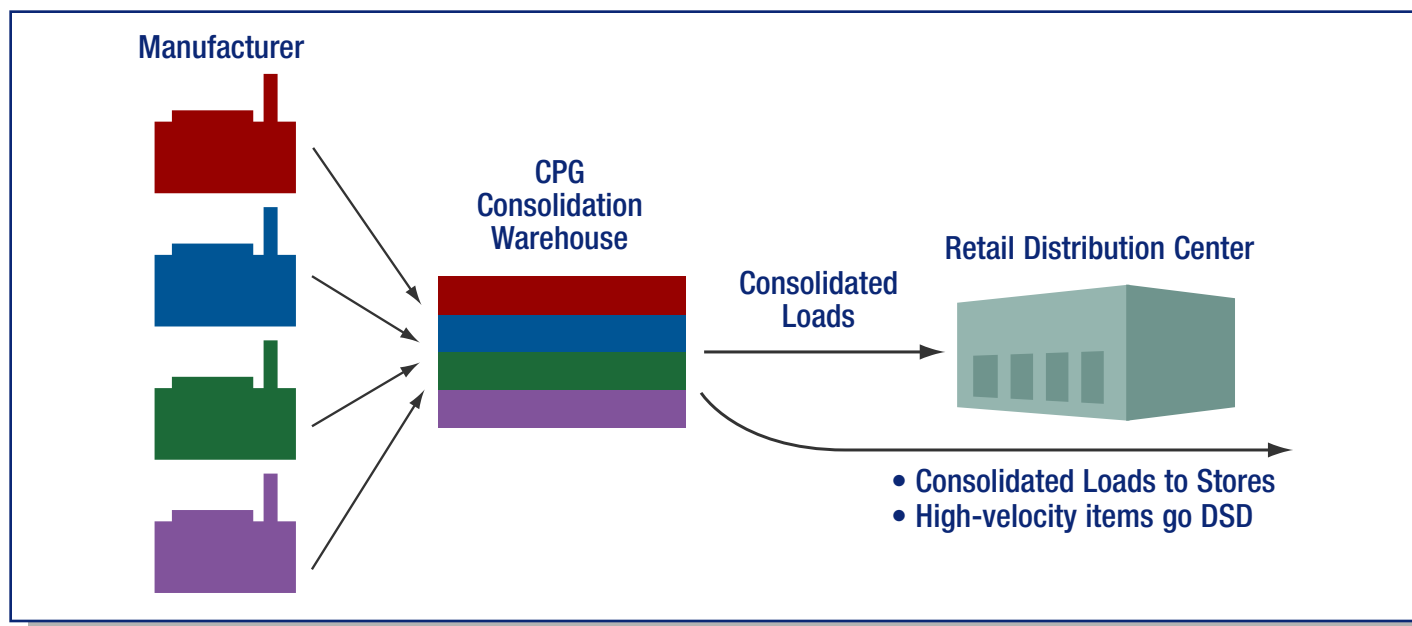 Manufacturer
CPG
Consolidation
Warehouse
Consolidated
Loads
Retail Distribution Center
• Consolidated Loads to Stores
• High-velocity items go DSD